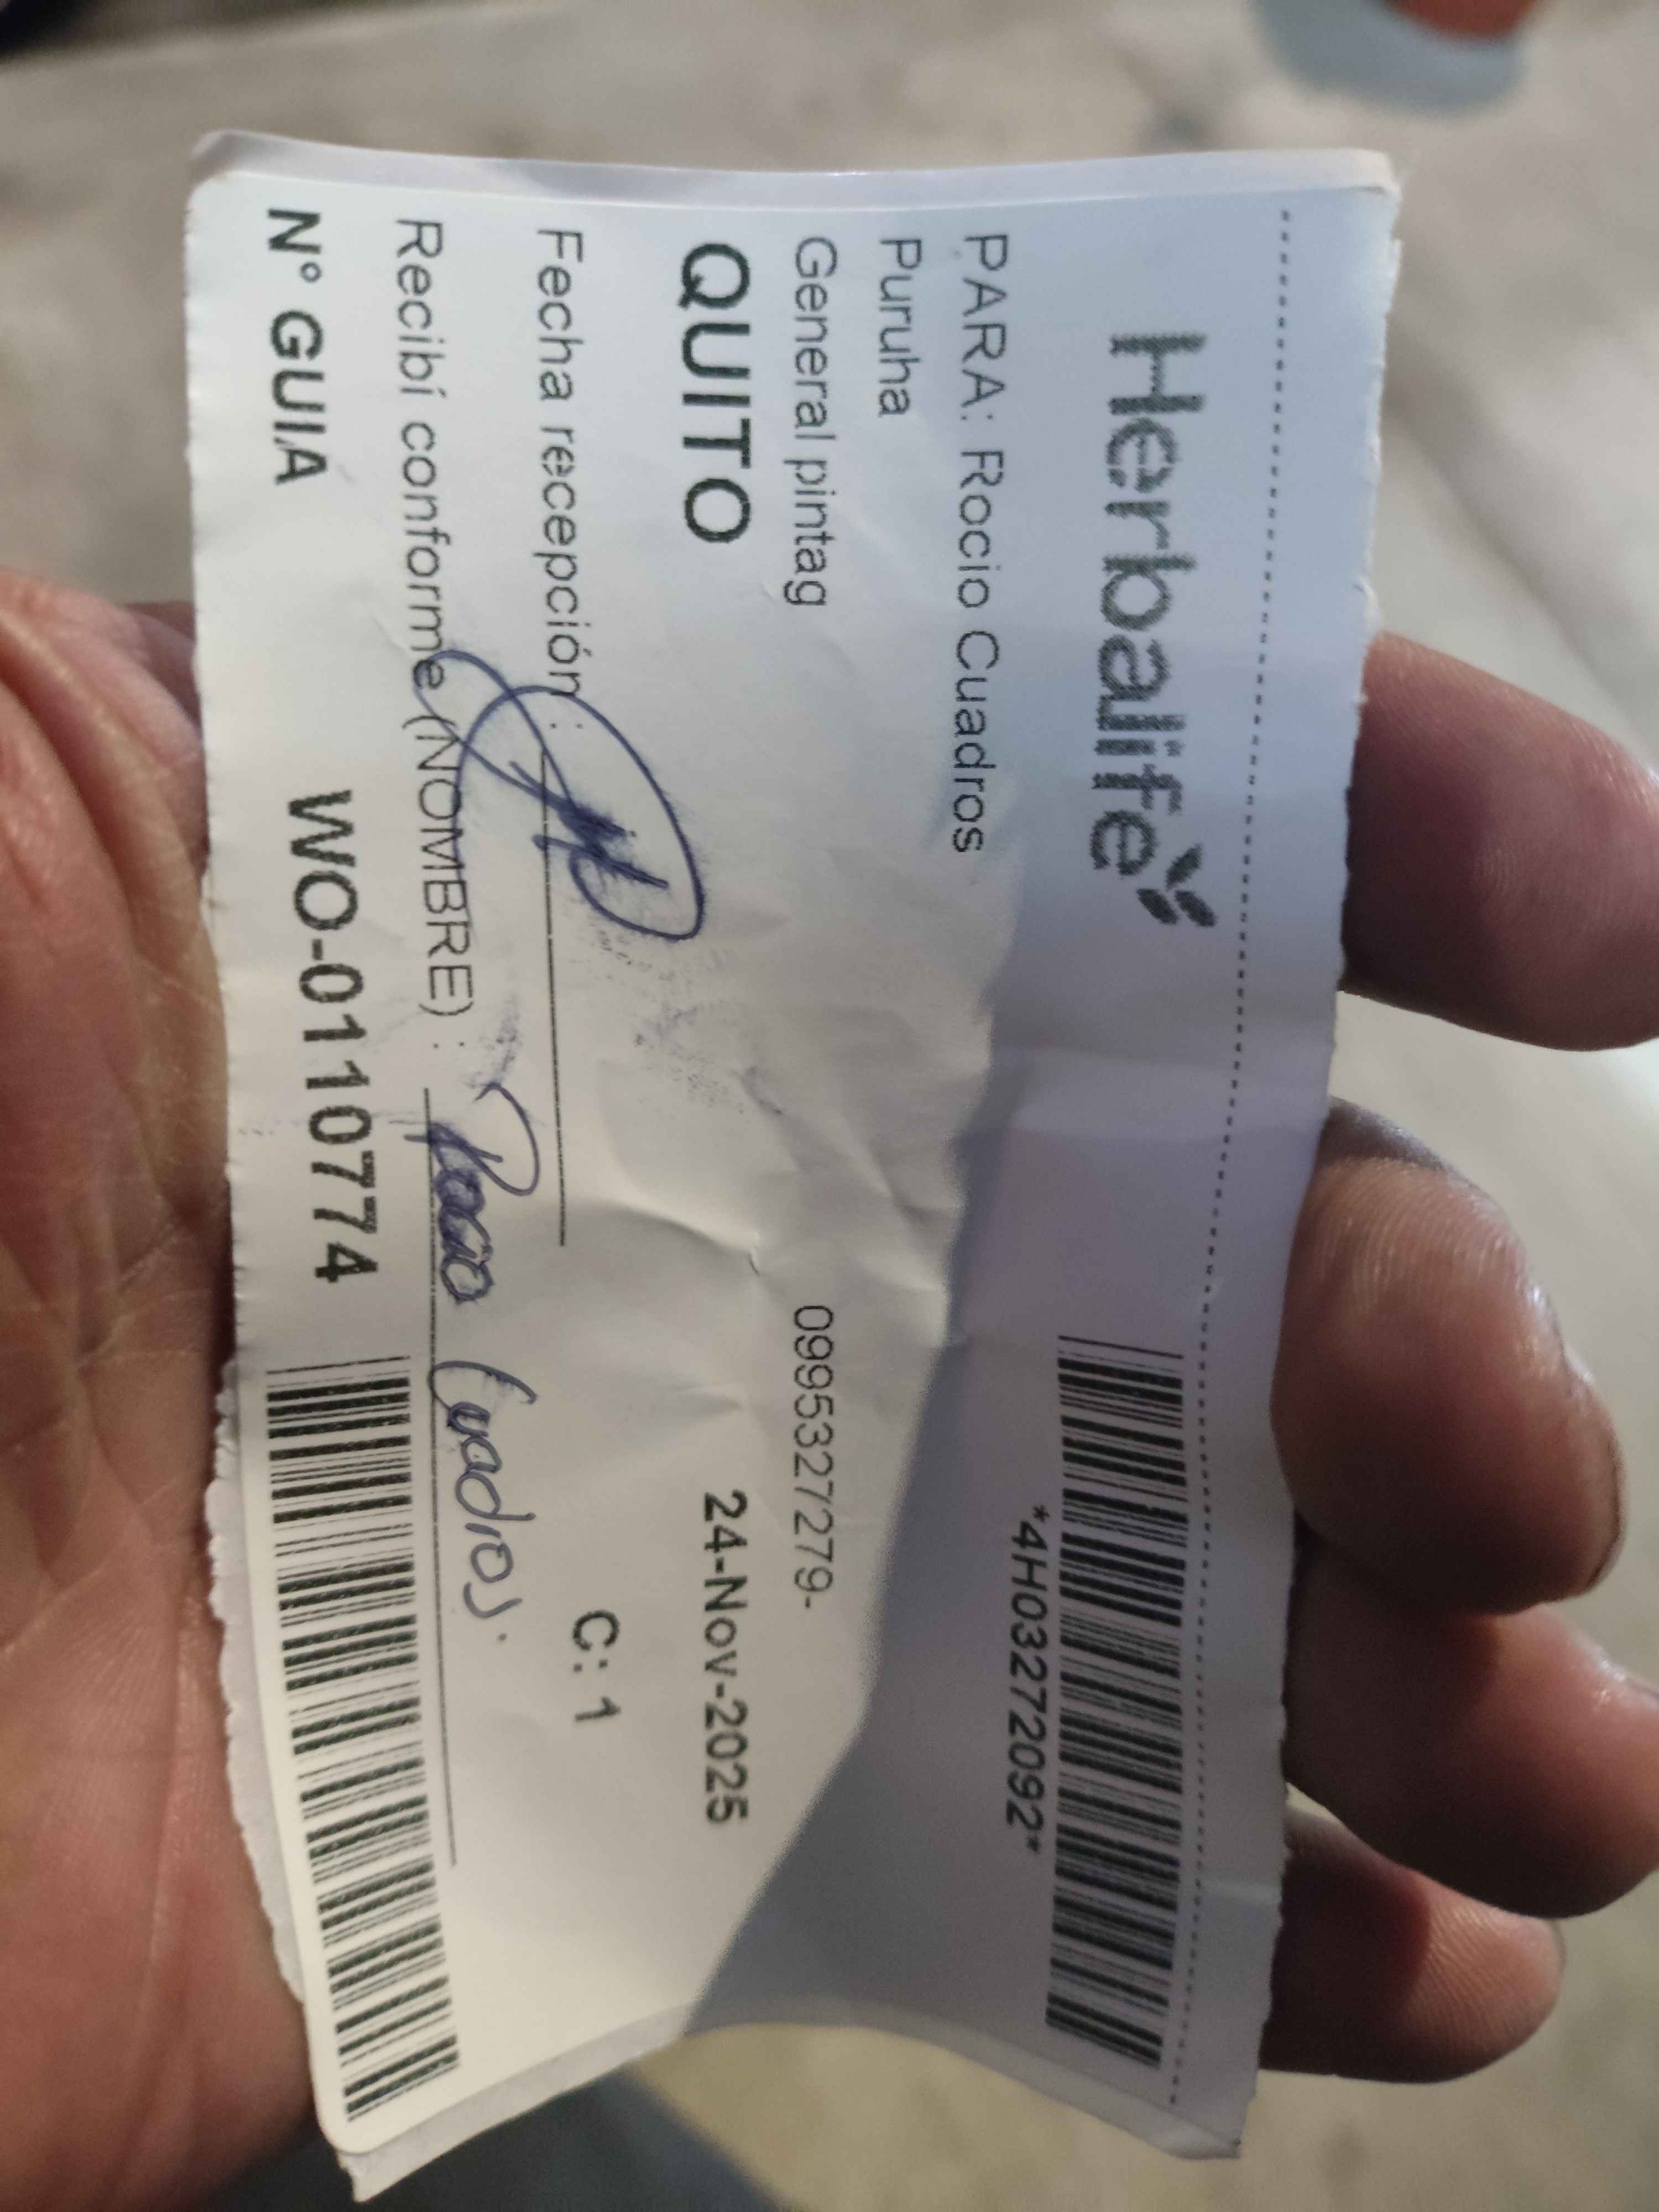 Herbalife
*4H03272092*
PARA: Rocio Cuadros
Puruha
General pintag 0995327279-
QUITO 24-Nov-2025
C: 1
Fecha recepción :
Recibí conforme (NOMBRE) : Rocio Cuadros.
N° GUIA WO-0110774